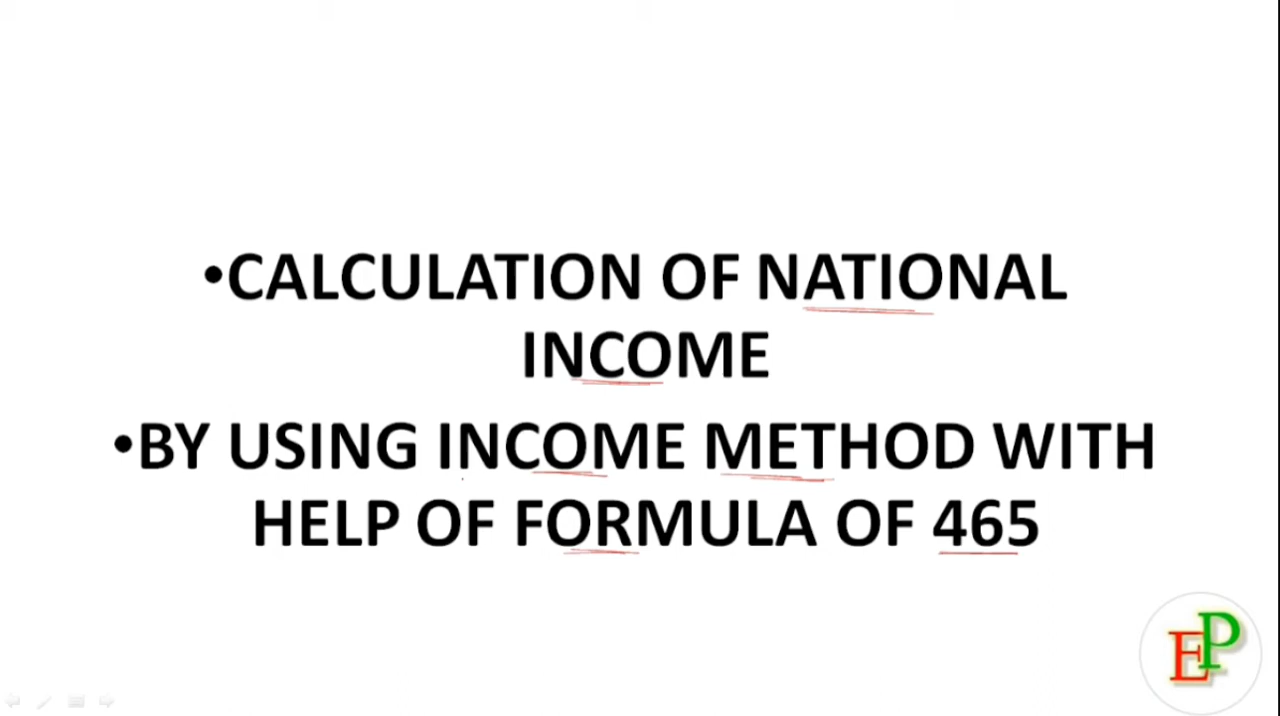 •CALCULATION OF NATIONAL
INCOME
•BY USING INCOME METHOD WITH
HELP OF FORMULA OF 465
EP